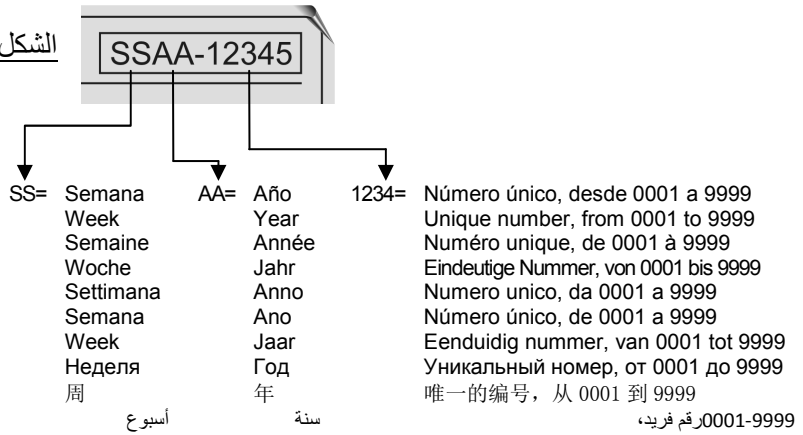 الشكل
SSAA-12345
SS= Semana AA= Año 1234= Número único, desde 0001 a 9999
Week Year Unique number, from 0001 to 9999
Semaine Année Numéro unique, de 0001 à 9999
Woche Jahr Eindeutige Nummer, von 0001 bis 9999
Settimana Anno Numero unico, da 0001 a 9999
Semana Ano Número único, de 0001 a 9999
Week Jaar Eenduidig nummer, van 0001 tot 9999
Неделя Год Уникальный номер, от 0001 до 9999
周 年 唯一的编号，从 0001 到 9999
أسبوع سنة رقم فريد، 0001-9999